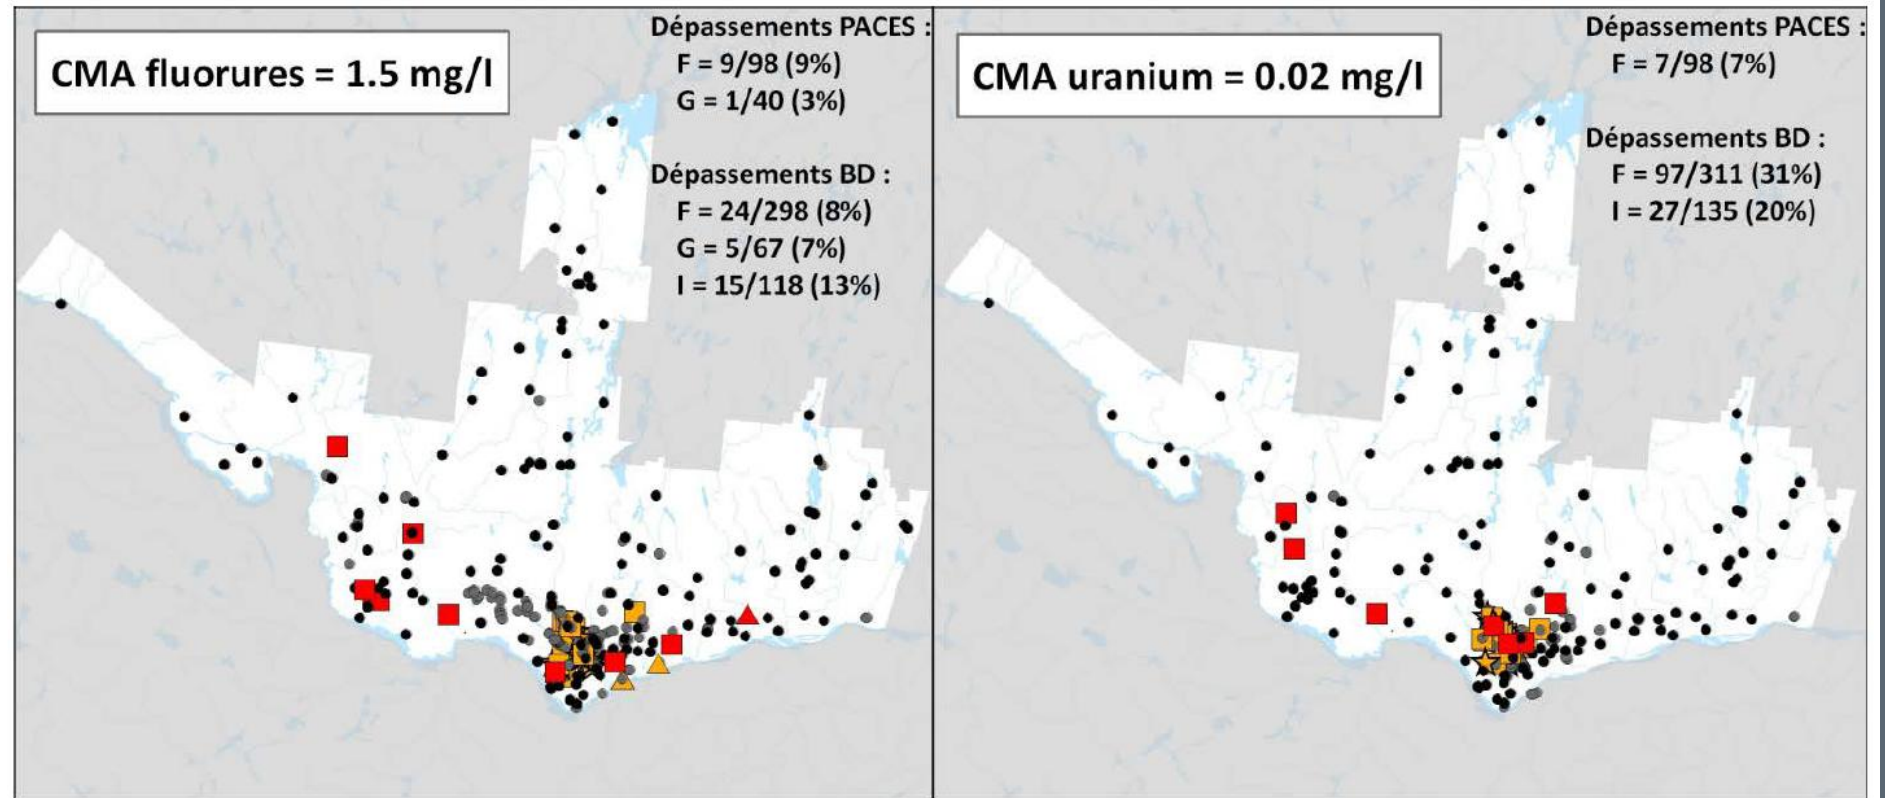 CMA fluorures = 1.5 mg/l
Dépassements PACES :
F = 9/98 (9%)
G = 1/40 (3%)
Dépassements BD :
F = 24/298 (8%)
G = 5/67 (7%)
I = 15/118 (13%)
CMA uranium = 0.02 mg/l
Dépassements PACES :
F = 7/98 (7%)
Dépassements BD :
F = 97/311 (31%)
I = 27/135 (20%)